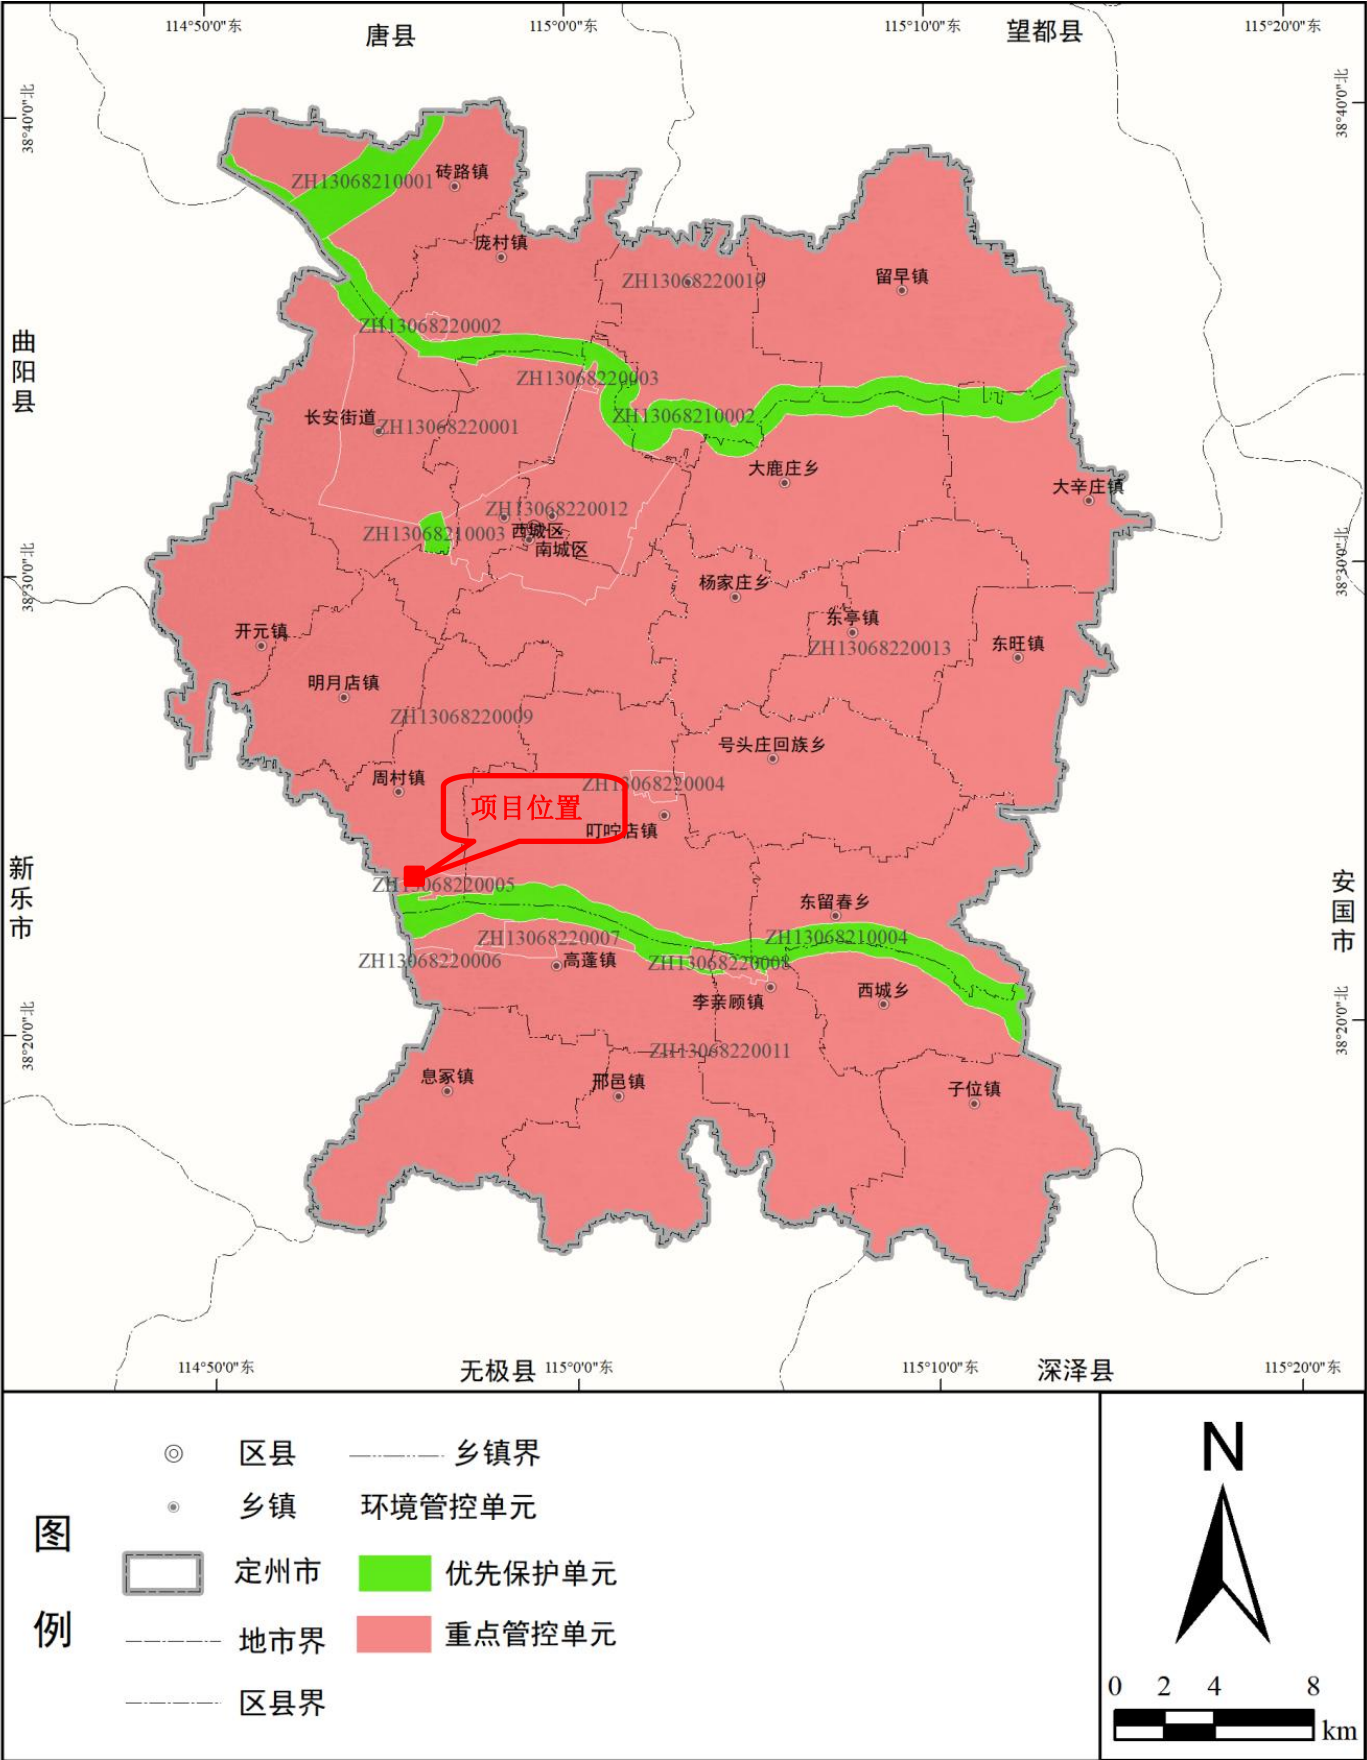 114°50'0"东
115°0'0"东
115°10'0"东
115°20'0"东
唐县
望都县
38°40'0"北
38°40'0"北
砖路镇
ZH13068210001
庞村镇
ZH13068220010
留早镇
ZH13068220002
曲阳县
ZH13068220003
长安街道
ZH13068220001
ZH13068210002
大鹿庄乡
大辛庄镇
ZH13068220012
ZH13068210003
西城区
南城区
38°30'0"北
38°30'0"北
杨家庄乡
东亭镇
开元镇
ZH13068220013
东旺镇
明月店镇
ZH13068220009
号头庄回族乡
周村镇
ZH13068220004
项目位置
叮咛店镇
新乐市
安国市
ZH13068220005
东留春乡
ZH13068220007
ZH13068210004
ZH13068220006
高蓬镇
ZH13068220008
李亲顾镇
西城乡
38°20'0"北
38°20'0"北
ZH13068220011
息冢镇
邢邑镇
子位镇
114°50'0"东
无极县
115°0'0"东
115°10'0"东
深泽县
115°20'0"东
图例
区县
乡镇界
乡镇
环境管控单元
定州市
优先保护单元
地市界
重点管控单元
区县界
N
0 2 4 8
km